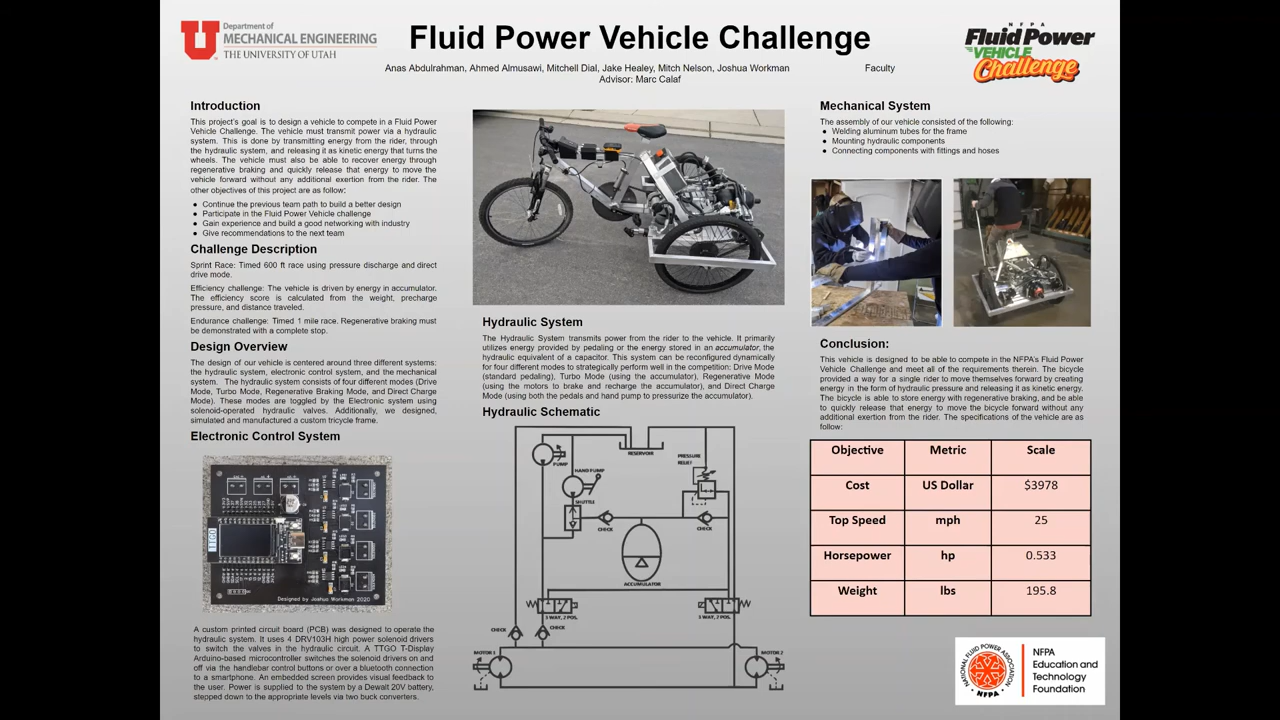 Department of
MECHANICAL ENGINEERING
THE UNIVERSITY OF UTAH
Fluid Power Vehicle Challenge
Anas Abdulrahman, Ahmed Almusawi, Mitchell Dial, Jake Healey, Mitch Nelson, Joshua Workman Faculty
Advisor: Marc Calaf
NFPA
Fluid Power
VEHICLE
Challenge
Introduction
This project's goal is to design a vehicle to compete in a Fluid Power
Vehicle Challenge. The vehicle must transmit power via a hydraulic
system. This is done by transmitting energy from the rider, through
the hydraulic system, and releasing it as kinetic energy that turns the
wheels. The vehicle must also be able to recover energy through
regenerative braking and quickly release that energy to move the
vehicle forward without any additional exertion from the rider. The
other objectives of this project are as follow:
● Continue the previous team path to build a better design
● Participate in the Fluid Power Vehicle challenge
● Gain experience and build a good networking with industry
● Give recommendations to the next team
Challenge Description
Sprint Race: Timed 600 ft race using pressure discharge and direct
drive mode.
Efficiency challenge: The vehicle is driven by energy in accumulator.
The efficiency score is calculated from the weight, precharge
pressure, and distance traveled.
Endurance challenge: Timed 1 mile race. Regenerative braking must
be demonstrated with a complete stop.
Design Overview
The design of our vehicle is centered around three different systems:
the hydraulic system, electronic control system, and the mechanical
system. The hydraulic system consists of four different modes (Drive
Mode, Turbo Mode, Regenerative Braking Mode, and Direct Charge
Mode). These modes are toggled by the Electronic system using
solenoid-operated hydraulic valves. Additionally, we designed,
simulated and manufactured a custom tricycle frame.
Electronic Control System
TTGO
Designed by Joshua Workman 2020
A custom printed circuit board (PCB) was designed to operate the
hydraulic system. It uses 4 DRV103H high power solenoid drivers
to switch the valves in the hydraulic circuit. A TTGO T-Display
Arduino-based microcontroller switches the solenoid drivers on and
off via the handlebar control buttons or over a bluetooth connection
to a smartphone. An embedded screen provides visual feedback to
the user. Power is supplied to the system by a Dewalt 20V battery,
stepped down to the appropriate levels via two buck converters.
Hydraulic System
The Hydraulic System transmits power from the rider to the vehicle. It primarily
utilizes energy provided by pedaling or the energy stored in an accumulator, the
hydraulic equivalent of a capacitor. This system can be reconfigured dynamically
for four different modes to strategically perform well in the competition: Drive Mode
(standard pedaling), Turbo Mode (using the accumulator), Regenerative Mode
(using the motors to brake and recharge the accumulator), and Direct Charge
Mode (using both the pedals and hand pump to pressurize the accumulator).
Hydraulic Schematic
RESERVOIR
PUMP
HAND PUMP
PRESSURE
RELIEF
SHUTTLE
CHECK
CHECK
ACCUMULATOR
3 WAY, 2 POS.
3 WAY, 2 POS.
CHECK
CHECK
MOTOR 1
MOTOR 2
Mechanical System
The assembly of our vehicle consisted of the following:
● Welding aluminum tubes for the frame
● Mounting hydraulic components
● Connecting components with fittings and hoses
Conclusion:
This vehicle is designed to be able to compete in the NFPA's Fluid Power
Vehicle Challenge and meet all of the requirements therein. The bicycle
provided a way for a single rider to move themselves forward by creating
energy in the form of hydraulic pressure and releasing it as kinetic energy.
The bicycle is able to store energy with regenerative braking, and be able
to quickly release that energy to move the bicycle forward without any
additional exertion from the rider. The specifications of the vehicle are as
follow:
Objective Metric Scale
Cost US Dollar $3978
Top Speed mph 25
Horsepower hp 0.533
Weight lbs 195.8
NATIONAL FLUID POWER ASSOCIATION
NFPA
NFPA
Education and
Technology
Foundation